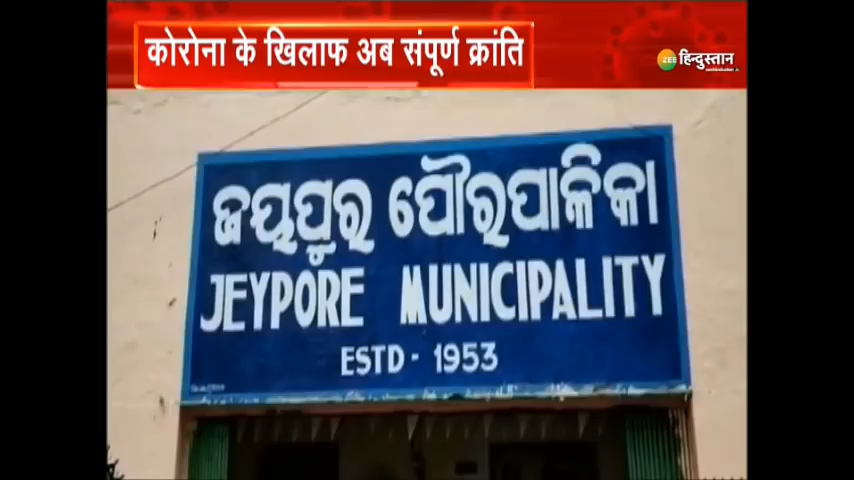 कोरोना के खिलाफ अब संपूर्ण क्रांति
ZEE हिन्दुस्तान
ଜୟପୁର ପୌରପାଳିକା
JEYPORE MUNICIPALITY
ESTD - 1953